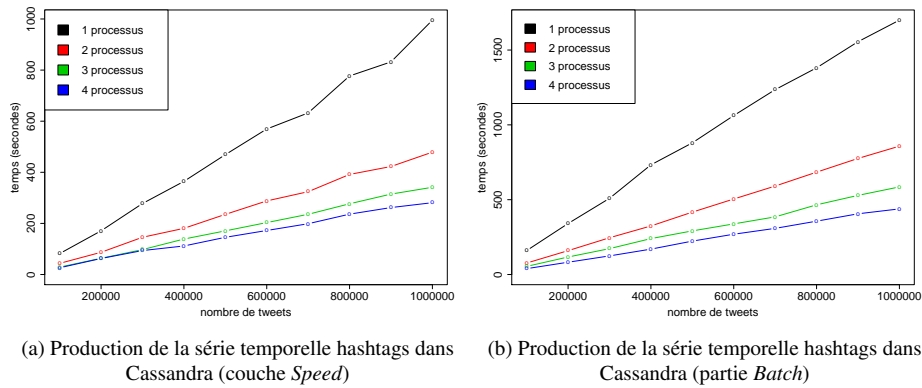 1 processus
2 processus
3 processus
4 processus
temps (secondes)
0
200
400
600
800
1000
200000 400000 600000 800000 1000000
nombre de tweets
(a) Production de la série temporelle hashtags dans
Cassandra (couche Speed)
1 processus
2 processus
3 processus
4 processus
temps (secondes)
0
500
1000
1500
200000 400000 600000 800000 1000000
nombre de tweets
(b) Production de la série temporelle hashtags dans
Cassandra (partie Batch)